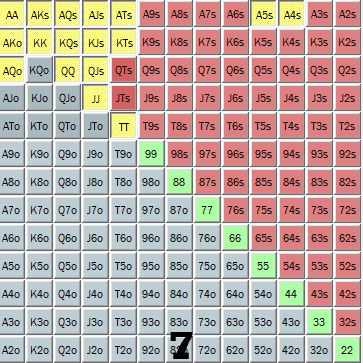 AA AKs AQs AJs ATs A9s A8s A7s A6s A5s A4s A3s A2s
AKo KK KQs KJs KTs K9s K8s K7s K6s K5s K4s K3s K2s
AQo KQo QQ QJs QTs Q9s Q8s Q7s Q6s Q5s Q4s Q3s Q2s
AJo KJo QJo JJ JTs J9s J8s J7s J6s J5s J4s J3s J2s
ATo KTo QTo JTo TT T9s T8s T7s T6s T5s T4s T3s T2s
A9o K9o Q9o J9o T9o 99 98s 97s 96s 95s 94s 93s 92s
A8o K8o Q8o J8o T8o 98o 88 87s 86s 85s 84s 83s 82s
A7o K7o Q7o J7o T7o 97o 87o 77 76s 75s 74s 73s 72s
A6o K6o Q6o J6o T6o 96o 86o 76o 66 65s 64s 63s 62s
A5o K5o Q5o J5o T5o 95o 85o 75o 65o 55 54s 53s 52s
A4o K4o Q4o J4o T4o 94o 84o 74o 64o 54o 44 43s 42s
A3o K3o Q3o J3o T3o 93o 73o 63o 53o 43o 33 32s
A2o K2o Q2o J2o T2o 7 72o 62o 52o 42o 32o 22